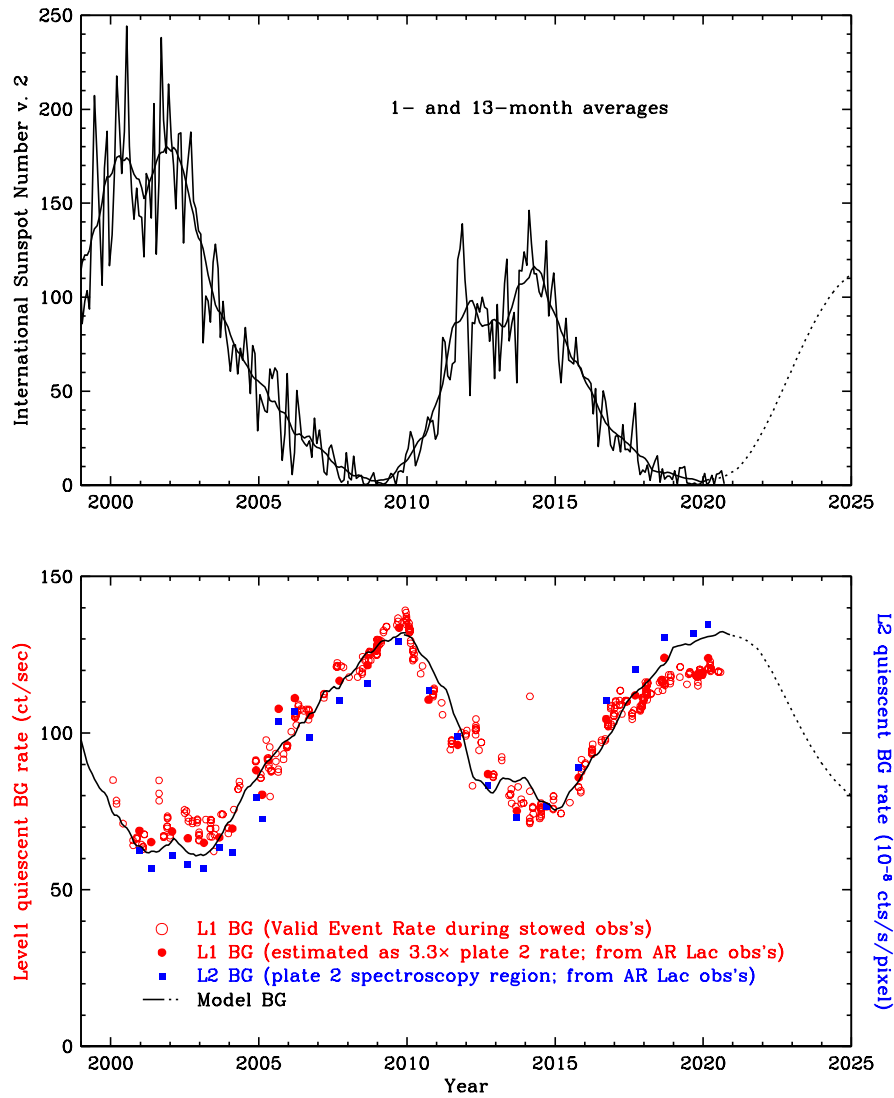 250
200
150
100
50
0
International Sunspot Number v. 2
1- and 13-month averages
2000 2005 2010 2015 2020 2025
150
100
50
0
Level1 quiescent BG rate (ct/sec)
L2 quiescent BG rate (10⁻⁸ cts/s/pixel)
L1 BG (Valid Event Rate during stowed obs's)
L1 BG (estimated as 3.3× plate 2 rate; from AR Lac obs's)
L2 BG (plate 2 spectroscopy region; from AR Lac obs's)
Model BG
2000 2005 2010 2015 2020 2025
Year